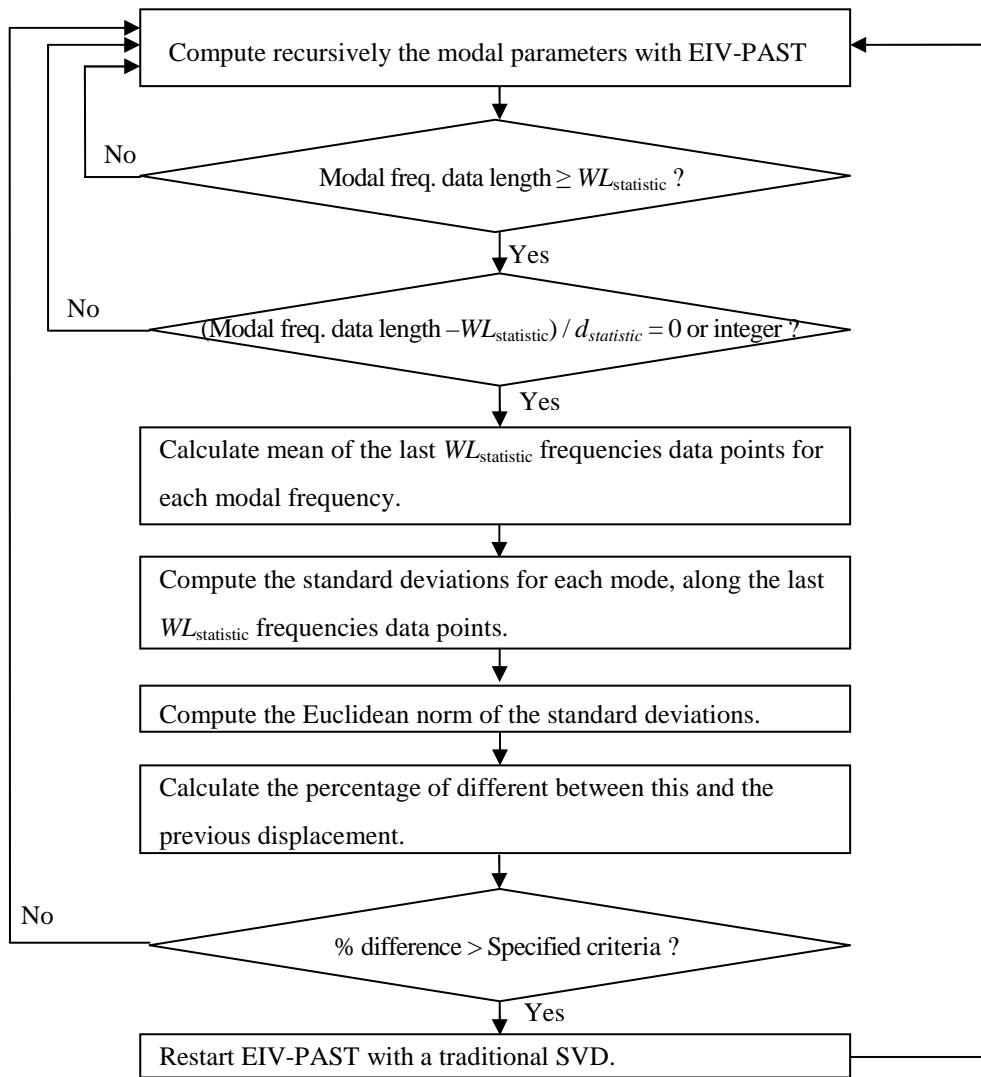 Compute recursively the modal parameters with EIV-PAST
No
Modal freq. data length ≥ WLstatistic ?
Yes
No
(Modal freq. data length –WLstatistic) / dstatistic = 0 or integer ?
Yes
Calculate mean of the last WLstatistic frequencies data points for
each modal frequency.
Compute the standard deviations for each mode, along the last
WLstatistic frequencies data points.
Compute the Euclidean norm of the standard deviations.
Calculate the percentage of different between this and the
previous displacement.
No
% difference > Specified criteria ?
Yes
Restart EIV-PAST with a traditional SVD.